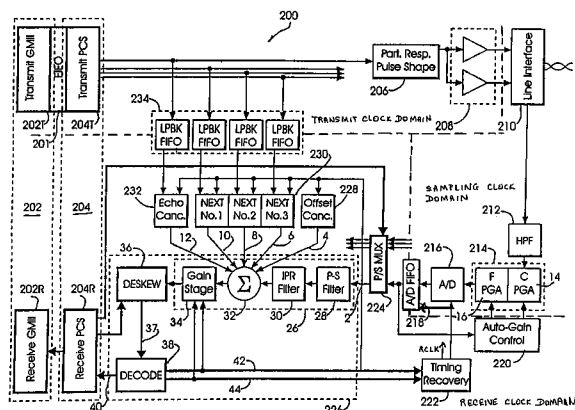 200
Transmit GMII
FIFO
Transmit PCS
202T
204T
201
Part. Resp.
Pulse Shape
206
208
Line Interface
210
234
LPBK FIFO
LPBK FIFO
LPBK FIFO
LPBK FIFO
TRANSMIT CLOCK DOMAIN
230
232
Echo Canc.
NEXT No.1
NEXT No.2
NEXT No.3
Offset Canc.
228
SAMPLING CLOCK DOMAIN
202
204
212
HPF
12
10
8
6
4
P/S MUX
224
36
DESKEW
Gain Stage
34
Σ
32
IPR Filter
30
26
P-S Filter
28
2
A/D FIFO
218
216
A/D
214
F PGA
C PGA
14
16
202R
204R
Receive GMII
Receive PCS
37
38
DECODE
40
42
44
RCLK
Timing Recovery
222
Auto-Gain Control
220
226
RECEIVE CLOCK DOMAIN